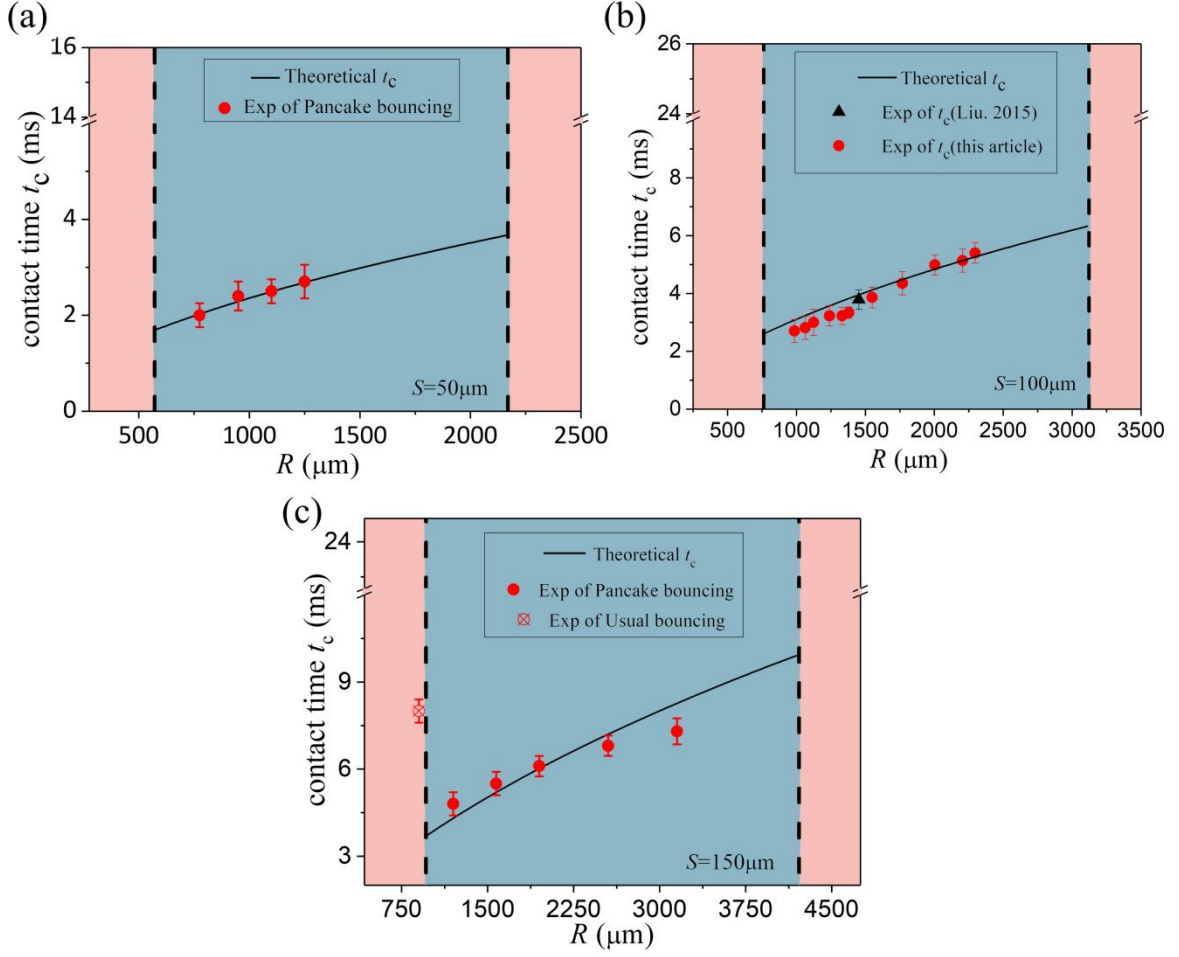 (a)
16
14
4
2
0
contact time tc (ms)
Theoretical tc
Exp of Pancake bouncing
S=50μm
500 1000 1500 2000 2500
R (μm)
(b)
26
24
8
6
4
2
0
contact time tc (ms)
Theoretical tc
Exp of tc(Liu. 2015)
Exp of tc(this article)
S=100μm
500 1000 1500 2000 2500 3000 3500
R (μm)
(c)
24
9
6
3
contact time tc (ms)
Theoretical tc
Exp of Pancake bouncing
Exp of Usual bouncing
S=150μm
750 1500 2250 3000 3750 4500
R (μm)